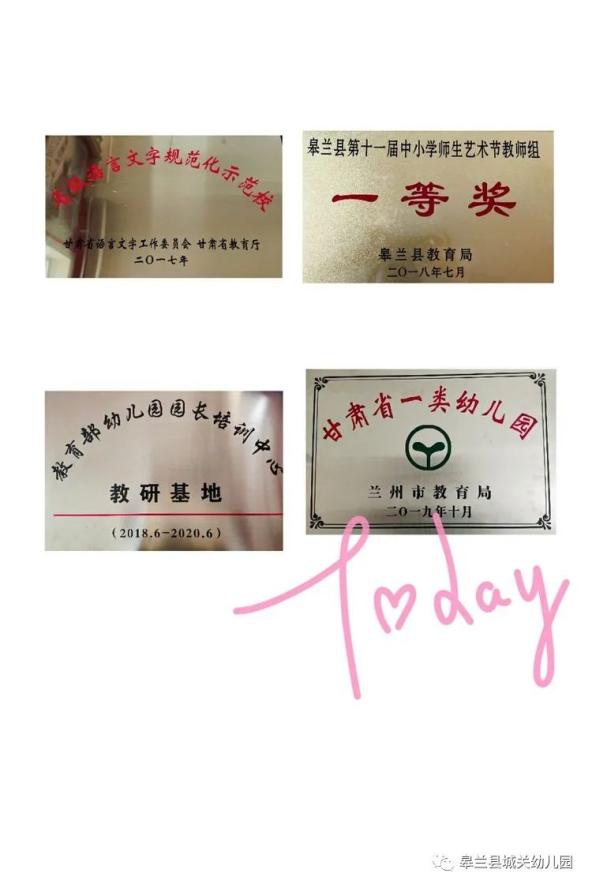 省级语言文字规范化示范校
甘肃省语言文字工作委员会 甘肃省教育厅
二〇一七年
皋兰县第十一届中小学师生艺术节教师组
一等奖
皋兰县教育局
二〇一八年七月
教育部幼儿园园长培训中心
教研基地
(2018.6-2020.6)
甘肃省一类幼儿园
兰州市教育局
二〇一九年十月
Today
皋兰县城关幼儿园